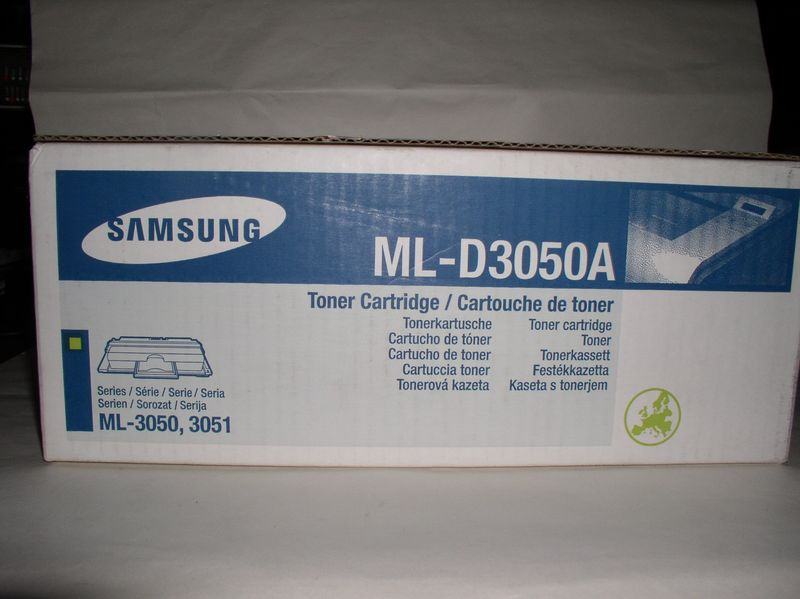 SAMSUNG
ML-D3050A
Toner Cartridge / Cartouche de toner
Tonerkartusche Toner cartridge
Cartucho de tóner Toner
Cartucho de toner Tonerkassett
Cartuccia toner Festékkazetta
Tonerová kazeta Kaseta s tonerjem
Series / Série / Serie / Seria
Serien / Sorozat / Serija
ML-3050, 3051